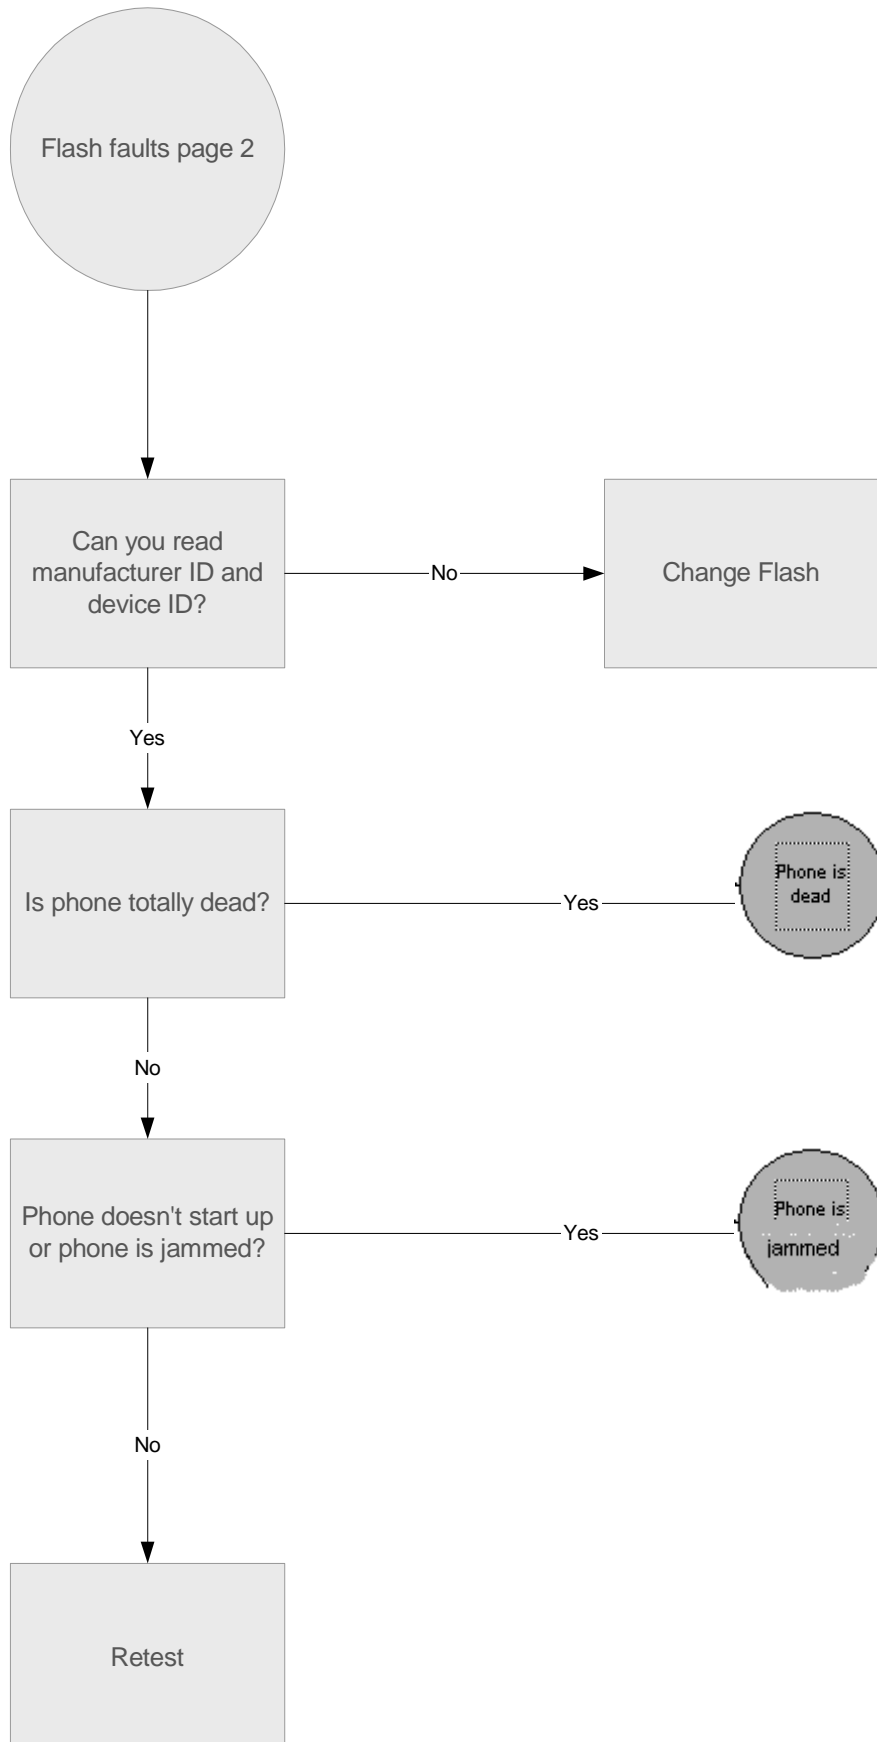 Flash faults page 2
Can you read
manufacturer ID and
device ID?
No
Change Flash
Yes
Is phone totally dead?
Yes
Phone is
dead
No
Phone doesn't start up
or phone is jammed?
Yes
Phone is
jammed
No
Retest